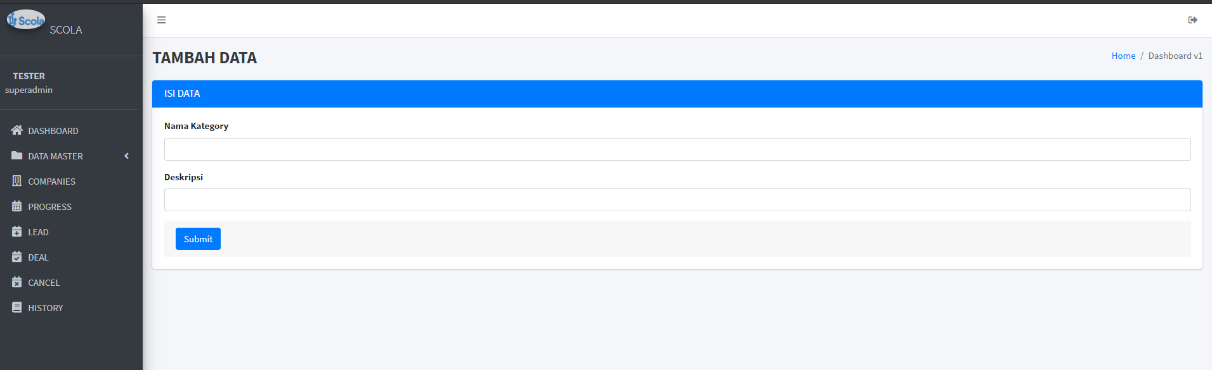 Scola
SCOLA
TESTER
superadmin
DASHBOARD
DATA MASTER
COMPANIES
PROGRESS
LEAD
DEAL
CANCEL
HISTORY
TAMBAH DATA
Home / Dashboard v1
ISI DATA
Nama Kategory
Deskripsi
Submit